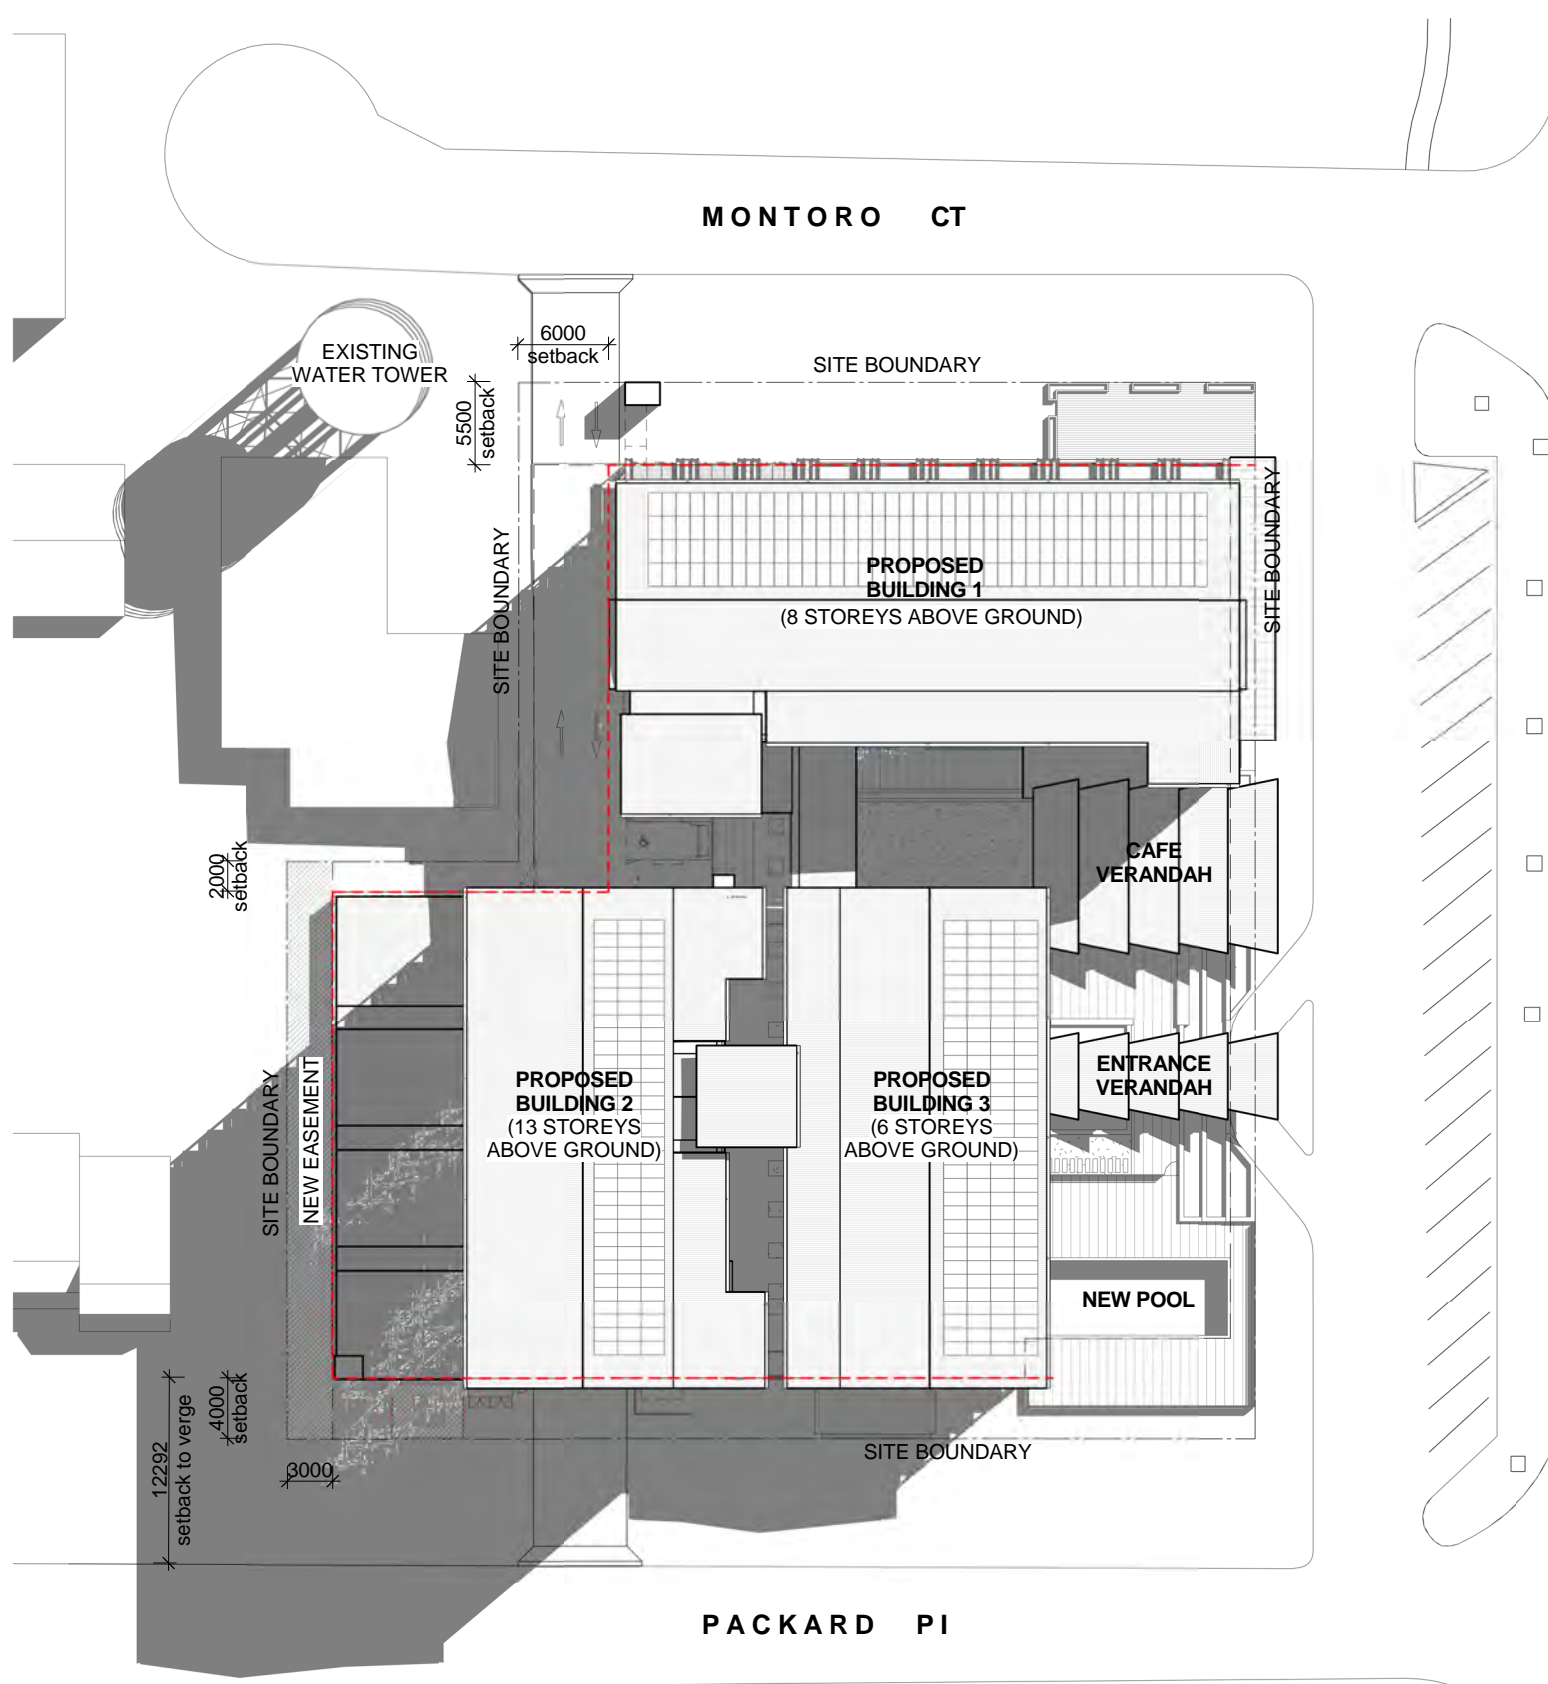 MONTORO CT
6000
setback
EXISTING
WATER TOWER
SITE BOUNDARY
5500
setback
SITE BOUNDARY
SITE BOUNDARY
PROPOSED
BUILDING 1
(8 STOREYS ABOVE GROUND)
2000
setback
CAFE
VERANDAH
SITE BOUNDARY
NEW EASEMENT
PROPOSED
BUILDING 2
(13 STOREYS
ABOVE GROUND)
PROPOSED
BUILDING 3
(6 STOREYS
ABOVE GROUND)
ENTRANCE
VERANDAH
NEW POOL
4000
setback
12292
setback to verge
3000
SITE BOUNDARY
PACKARD PI